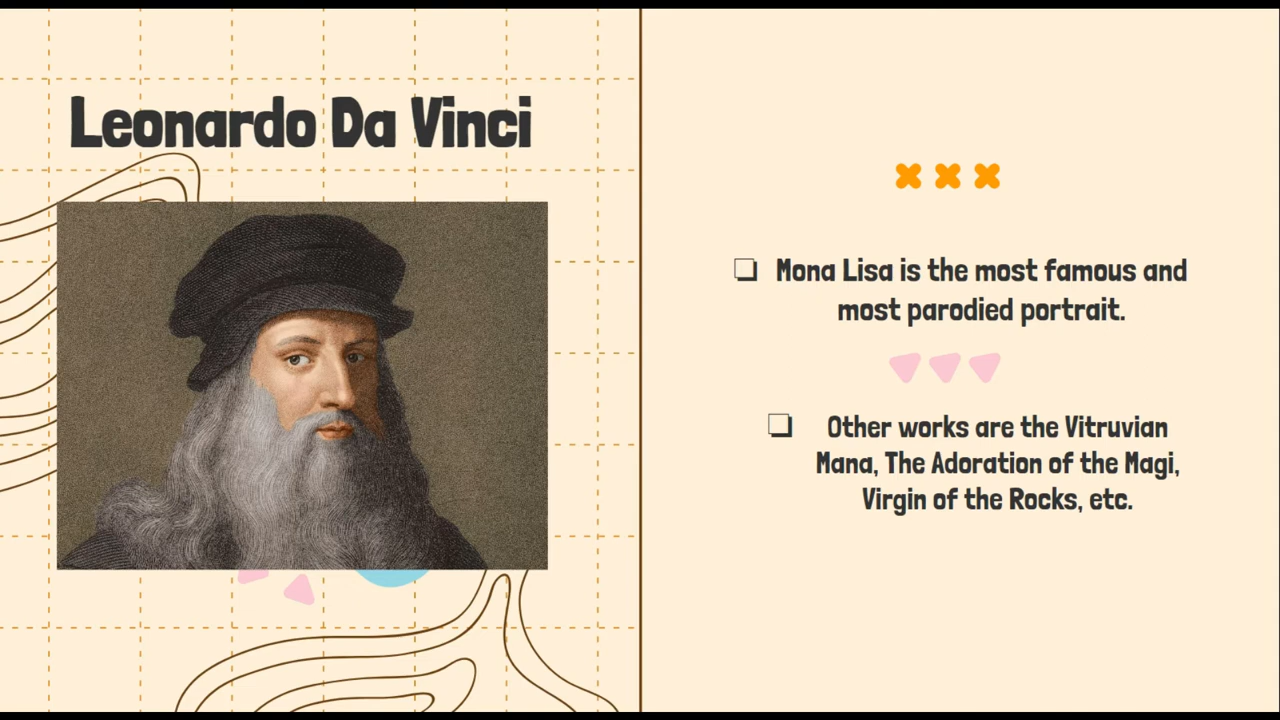 Leonardo Da Vinci
Mona Lisa is the most famous and
most parodied portrait.
Other works are the Vitruvian
Mana, The Adoration of the Magi,
Virgin of the Rocks, etc.